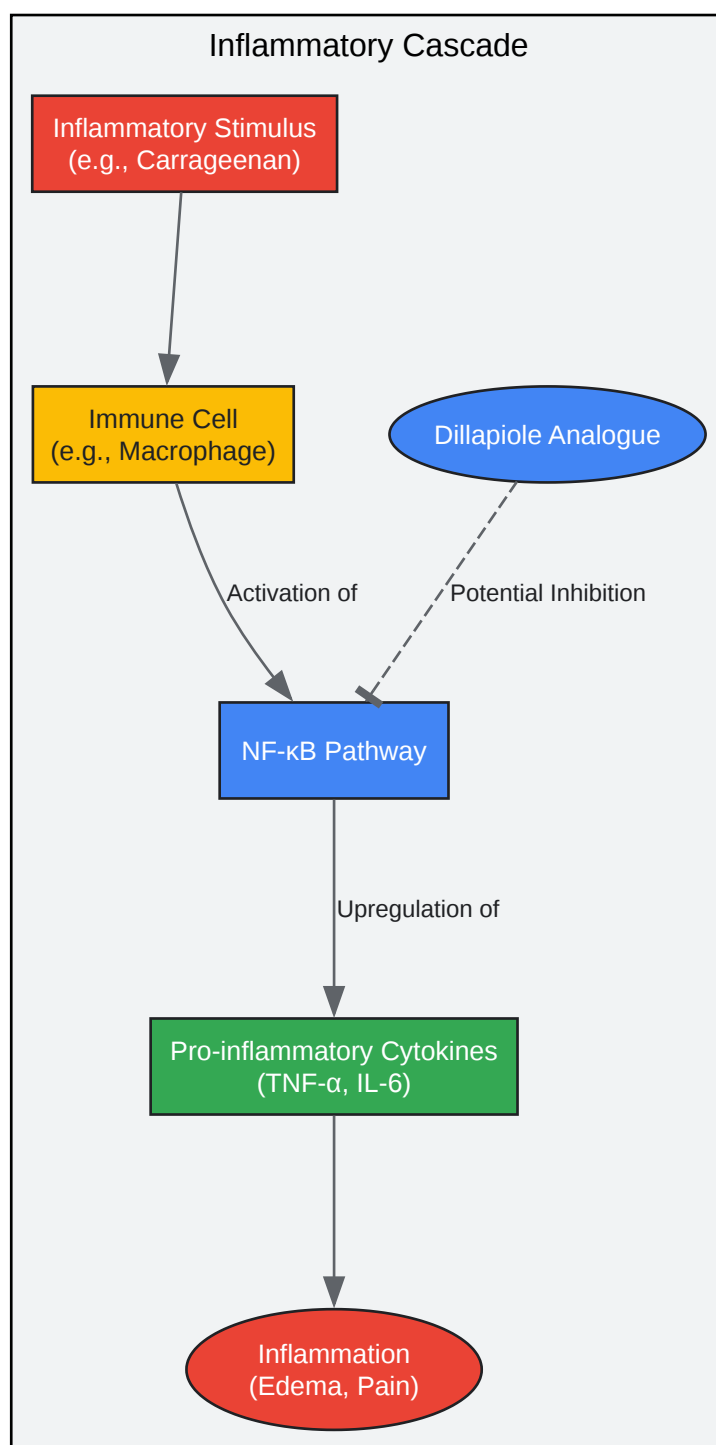 Inflammatory Cascade
Inflammatory Stimulus
(e.g., Carrageenan)
Immune Cell
(e.g., Macrophage)
Dillapiole Analogue
Activation of
Potential Inhibition
NF-κB Pathway
Upregulation of
Pro-inflammatory Cytokines
(TNF-α, IL-6)
Inflammation
(Edema, Pain)